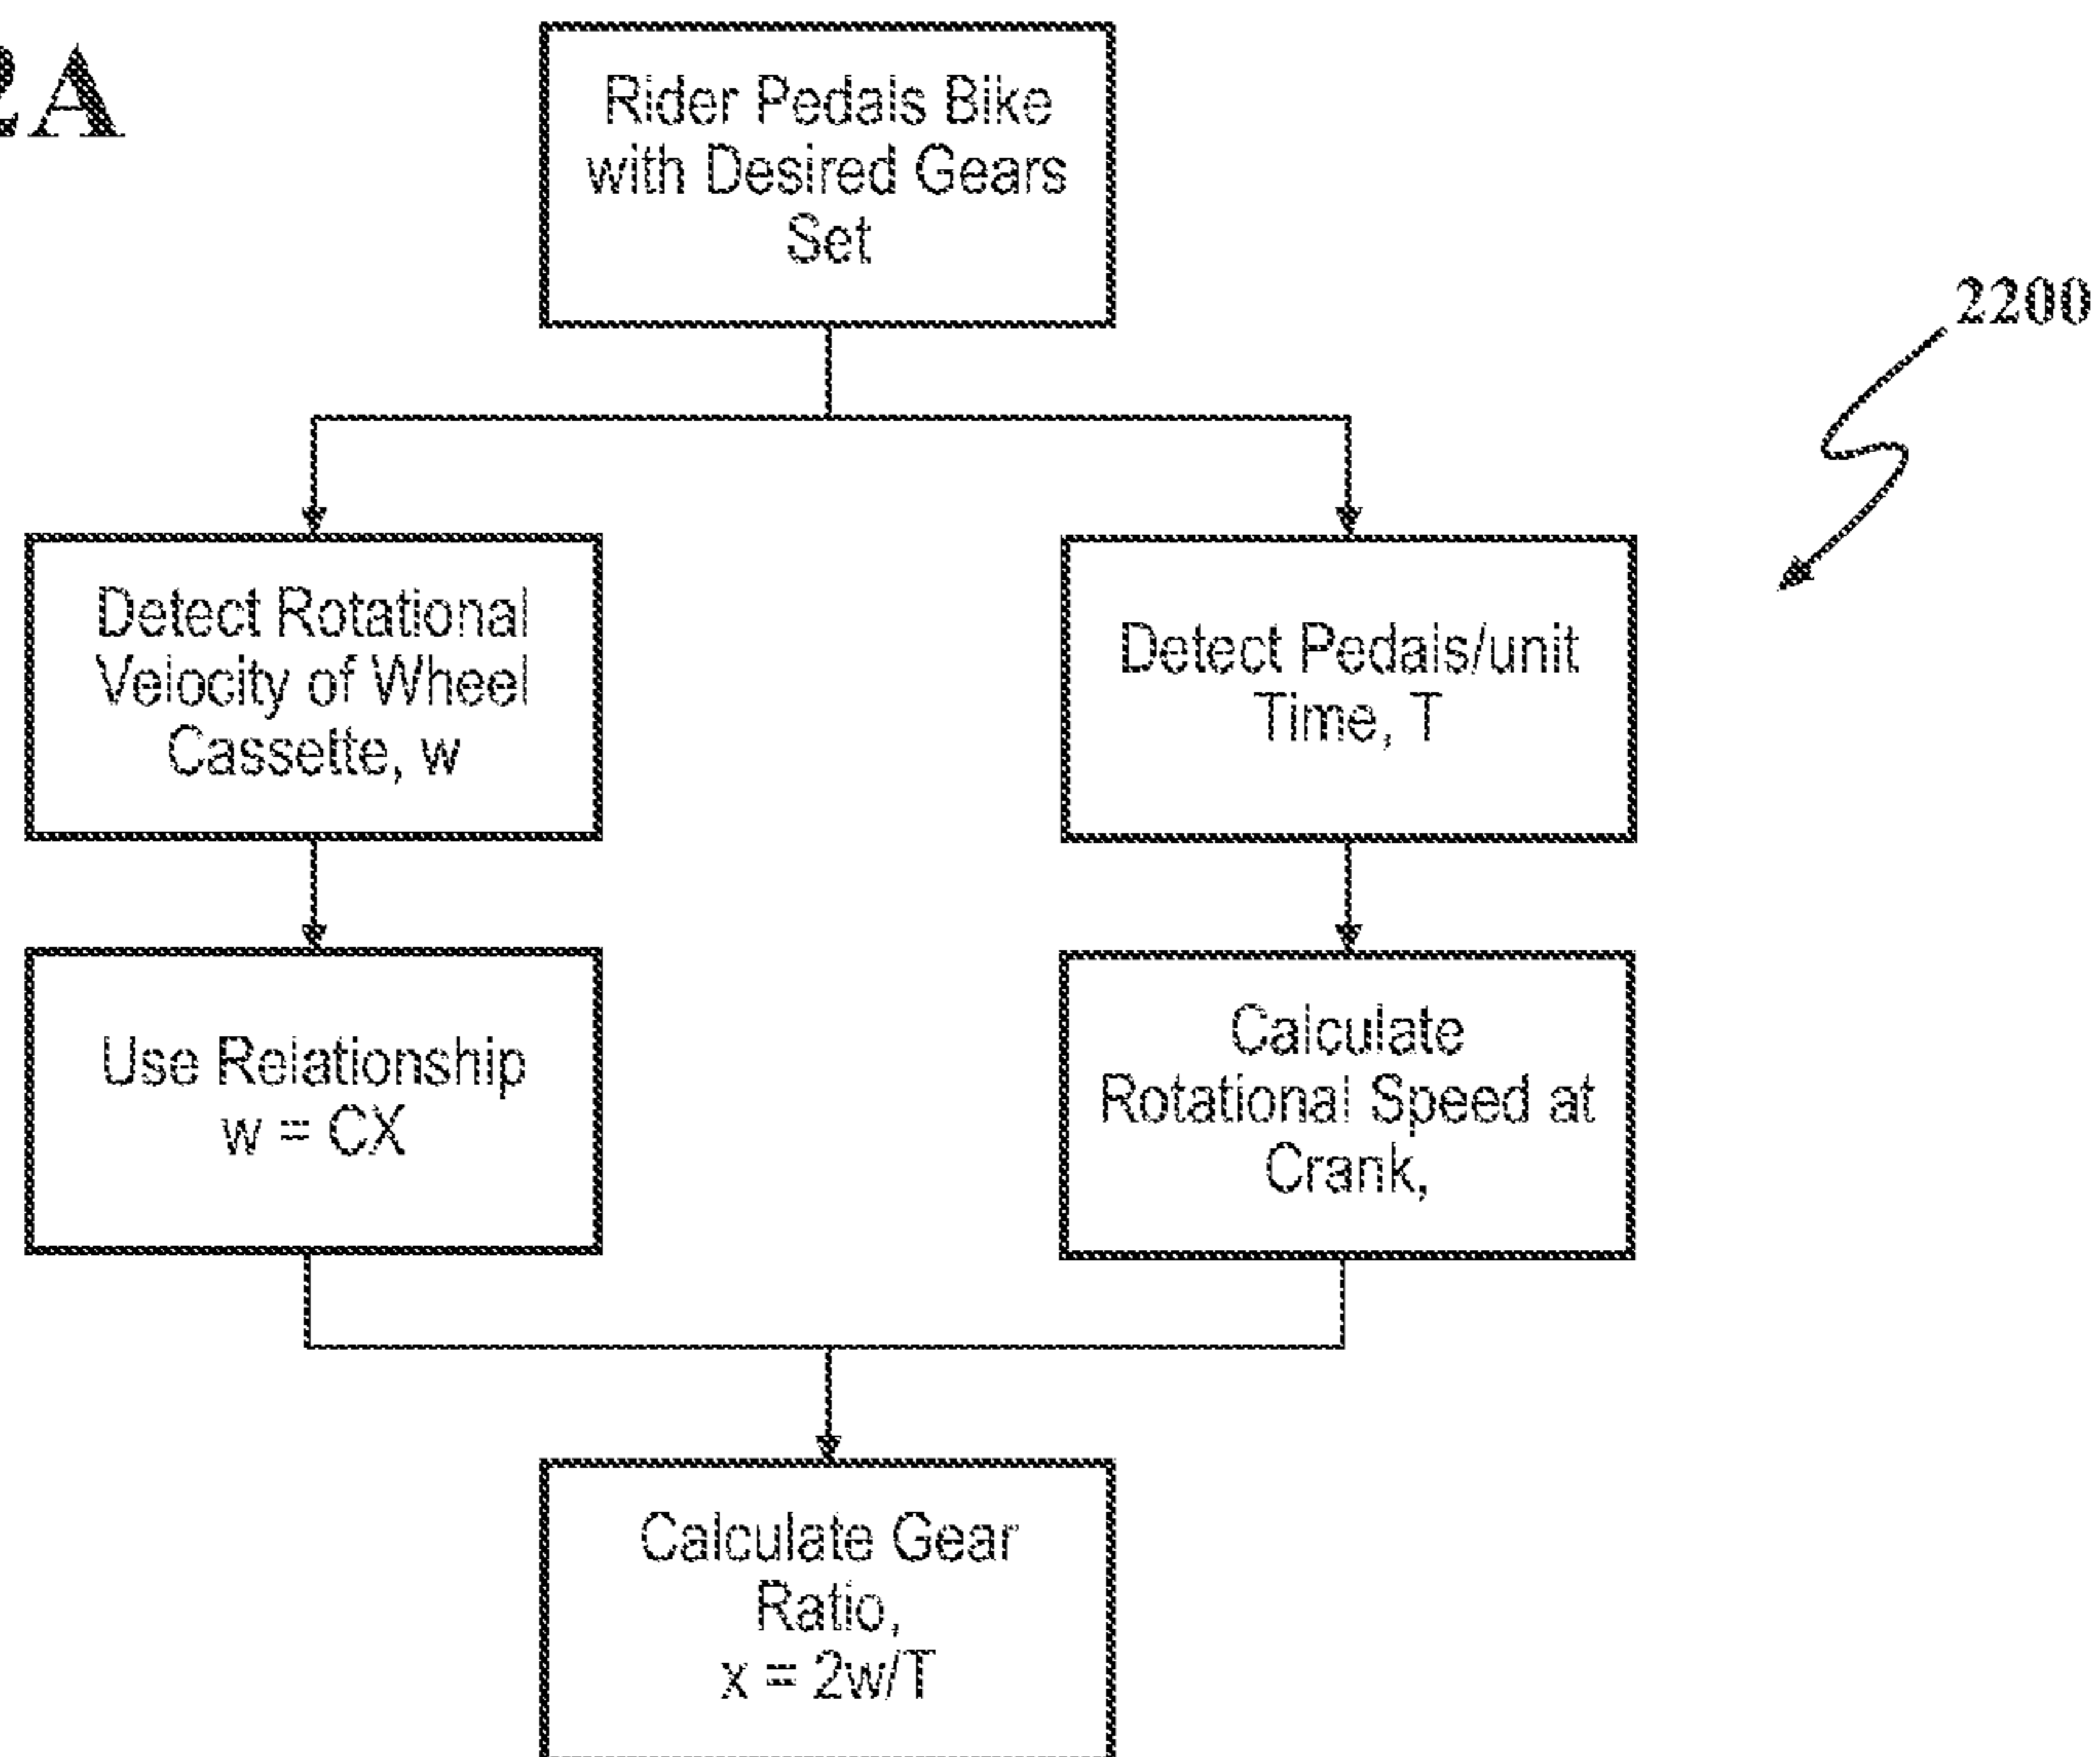 2A
Rider Pedals Bike
with Desired Gears
Set
2200
Detect Rotational
Velocity of Wheel
Cassette, w
Detect Pedals/unit
Time, T
Use Relationship
w = CX
Calculate
Rotational Speed at
Crank,
Calculate Gear
Ratio,
x = 2w/T